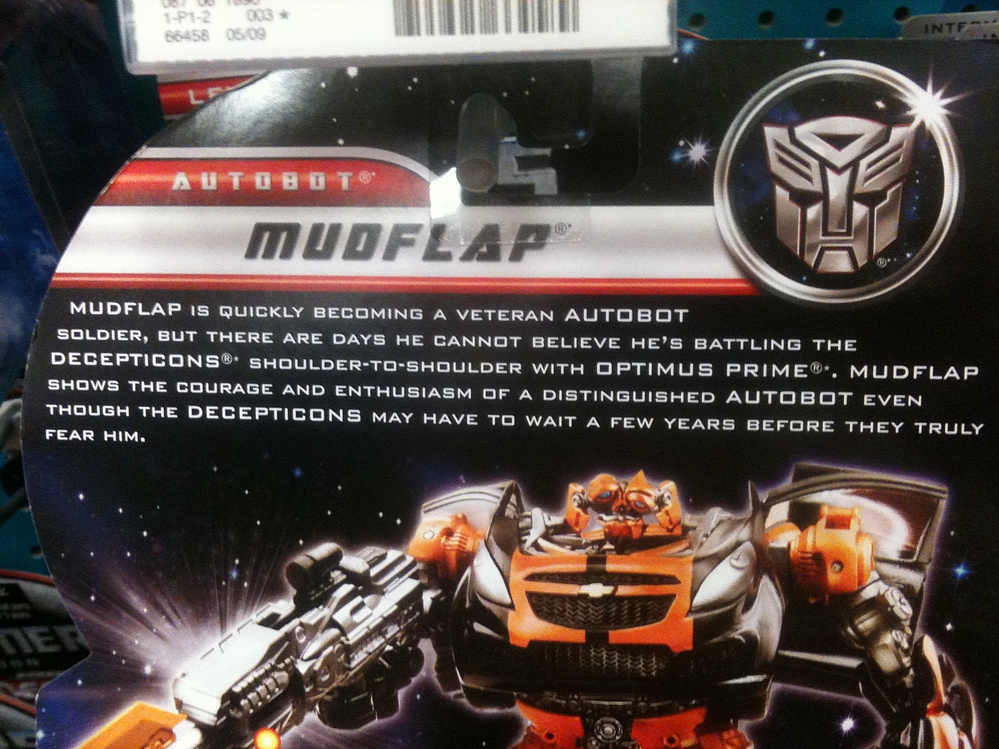 1-P1-2 003 *
66458 05/09
AUTOBOT®*
MUDFLAP®*
MUDFLAP IS QUICKLY BECOMING A VETERAN AUTOBOT
SOLDIER, BUT THERE ARE DAYS HE CANNOT BELIEVE HE'S BATTLING THE
DECEPTICONS®* SHOULDER-TO-SHOULDER WITH OPTIMUS PRIME®*. MUDFLAP
SHOWS THE COURAGE AND ENTHUSIASM OF A DISTINGUISHED AUTOBOT EVEN
THOUGH THE DECEPTICONS MAY HAVE TO WAIT A FEW YEARS BEFORE THEY TRULY
FEAR HIM.
®*